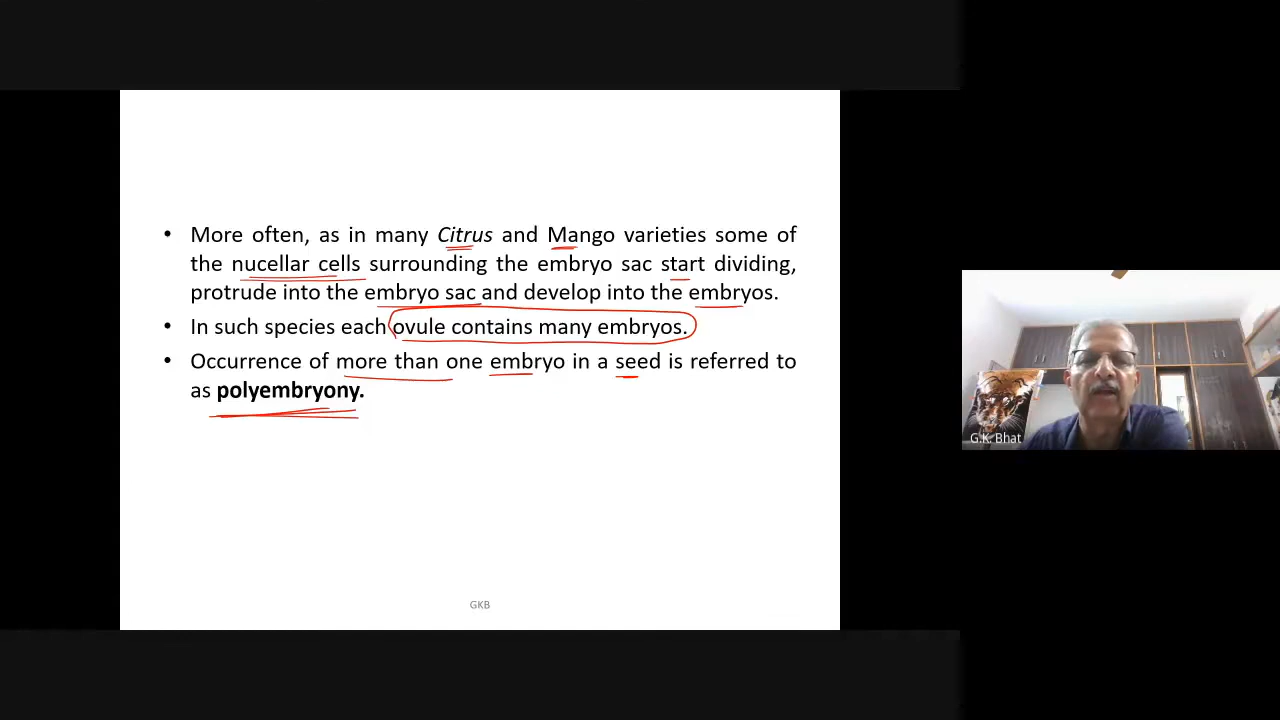 • More often, as in many Citrus and Mango varieties some of
the nucellar cells surrounding the embryo sac start dividing,
protrude into the embryo sac and develop into the embryos.
• In such species each ovule contains many embryos.
• Occurrence of more than one embryo in a seed is referred to
as polyembryony.
GKB
G.K. Bhat